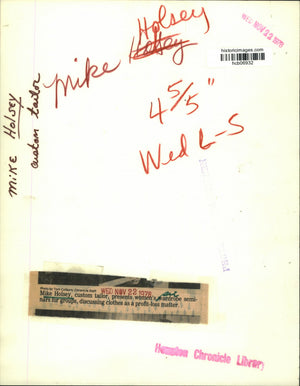 Holsey
WED NOV 22 1978
historicimages.com
hcb06932
Mike
4 5/5"
Wed L-S
MIKE Holsey
custom tailor
WED NOV 22 1978
Mike Holsey, custom tailor, presents women's wardrobe semi-
nars for groups, discussing clothes as a profit-loss matter.
Houston Chronicle Library